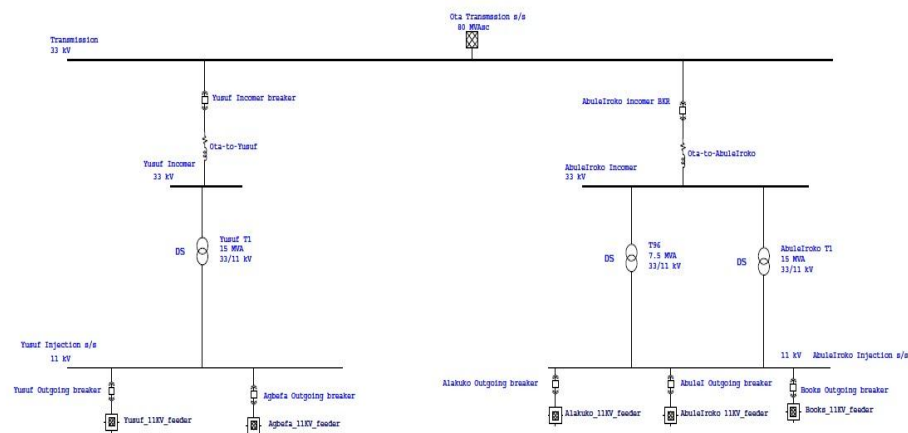 Ota Transmssion s/s
80 MVAsc
Transmission
33 kV
Yusuf Incomer breaker
AbuleIroko incomer BKR
Ota-to-Yusuf
Ota-to-AbuleIroko
Yusuf Incomer
33 kV
AbuleIroko Incomer
33 kV
DS
Yusuf T1
15 MVA
33/11 kV
DS
T96
7.5 MVA
33/11 kV
DS
AbuleIroko T1
15 MVA
33/11 kV
Yusuf Injection s/s
11 kV
11 kV AbuleIroko Injection s/s
Yusuf Outgoing breaker
Agbefa Outgoing breaker
Alakuko Outgoing breaker
AbuleI Outgoing breaker
Books Outgoing breaker
Yusuf_11KV_feeder
Agbefa_11KV_feeder
Alakuko_11KV_feeder
AbuleIroko 11KV_feeder
Books_11KV_feeder